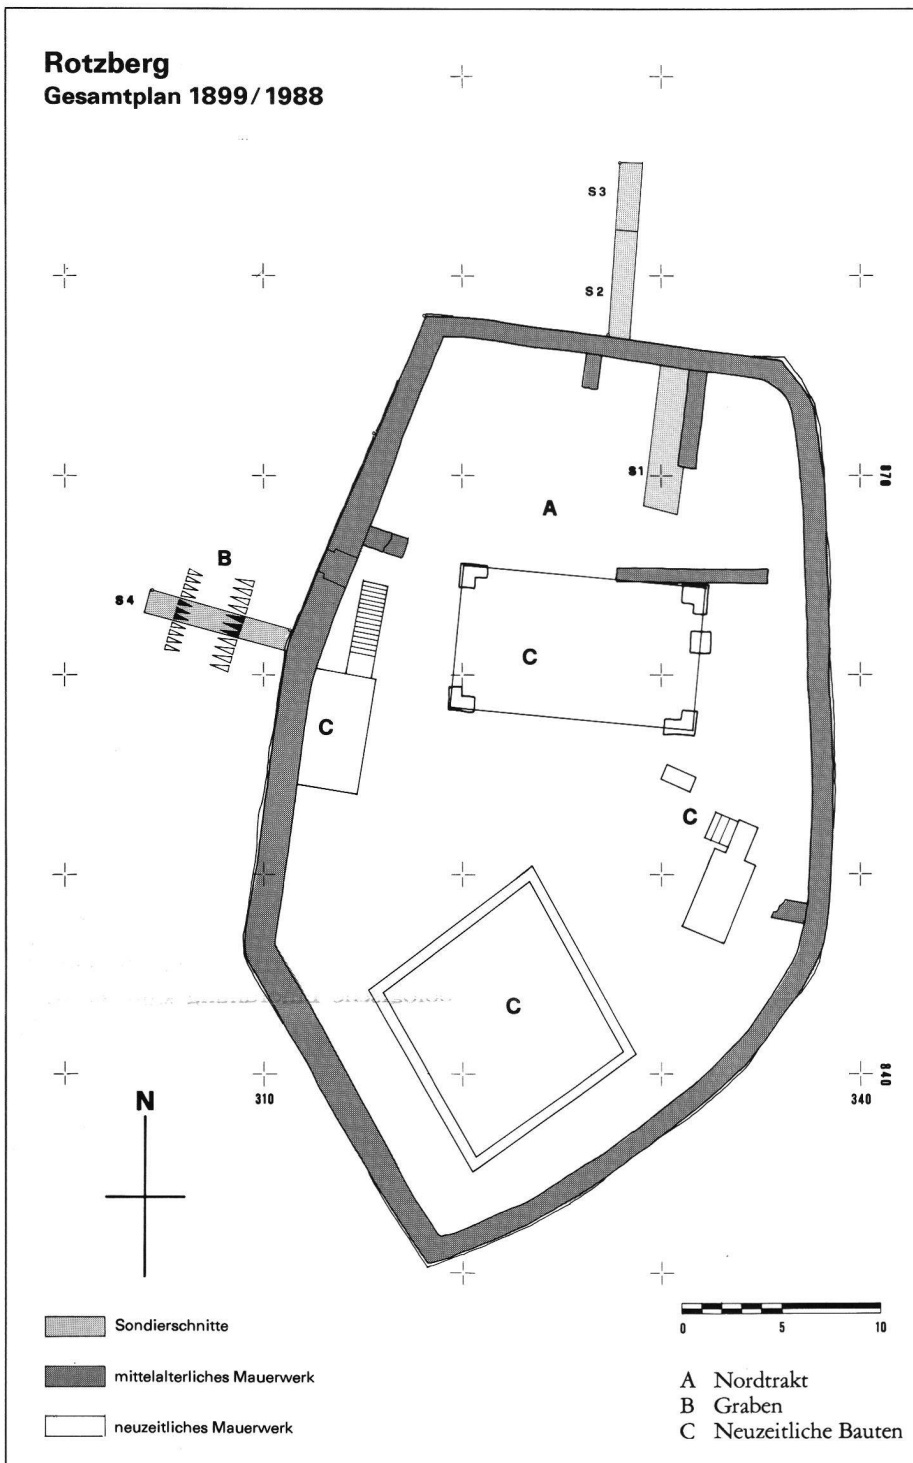 Rotzberg
Gesamtplan 1899/1988
S3
S2
S1
870
A
B
S4
C
C
C
C
840
310
340
N
Sondierschnitte
mittelalterliches Mauerwerk
neuzeitliches Mauerwerk
0 5 10
A Nordtrakt
B Graben
C Neuzeitliche Bauten